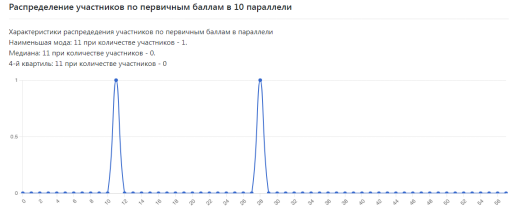 Распределение участников по первичным баллам в 10 параллели
Характеристики распределения участников по первичным баллам в параллели
Наименьшая мода: 11 при количестве участников - 1.
Медиана: 11 при количестве участников - 0.
4-й квартиль: 11 при количестве участников - 0
1
0.5
0
0 2 4 6 8 10 12 14 16 18 20 22 24 26 28 30 32 34 36 38 40 42 44 46 48 50 52 54 56